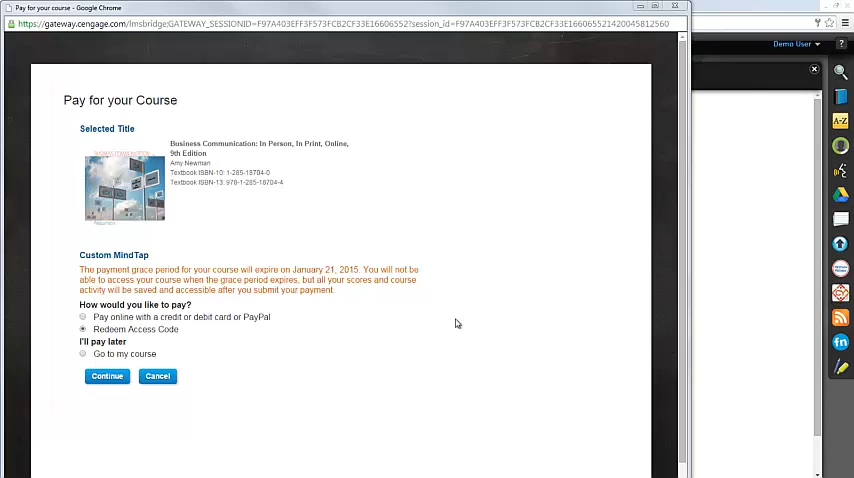 Pay for your course - Google Chrome
https://gateway.cengage.com/lmsbridge;GATEWAY_SESSIONID=F97A403EFF3F573FCB2CF33E16606552?session_id=F97A403EFF3F573FCB2CF33E166065521420045812560
Demo User
?
Pay for your Course
Selected Title
Business Communication: In Person, In Print, Online,
9th Edition
Amy Newman
Textbook ISBN-10: 1-285-18704-0
Textbook ISBN-13: 978-1-285-18704-4
A-Z
Custom MindTap
The payment grace period for your course will expire on January 21, 2015. You will not be
able to access your course when the grace period expires, but all your scores and course
activity will be saved and accessible after you submit your payment.
How would you like to pay?
Pay online with a credit or debit card or PayPal
Redeem Access Code
I'll pay later
Go to my course
Continue
Cancel